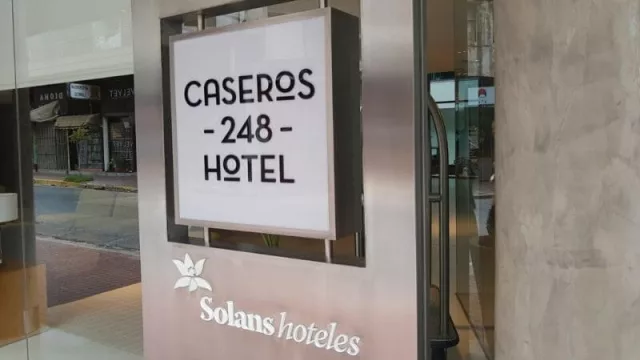 CASEROS
- 248 -
HOTEL
Solans hoteles